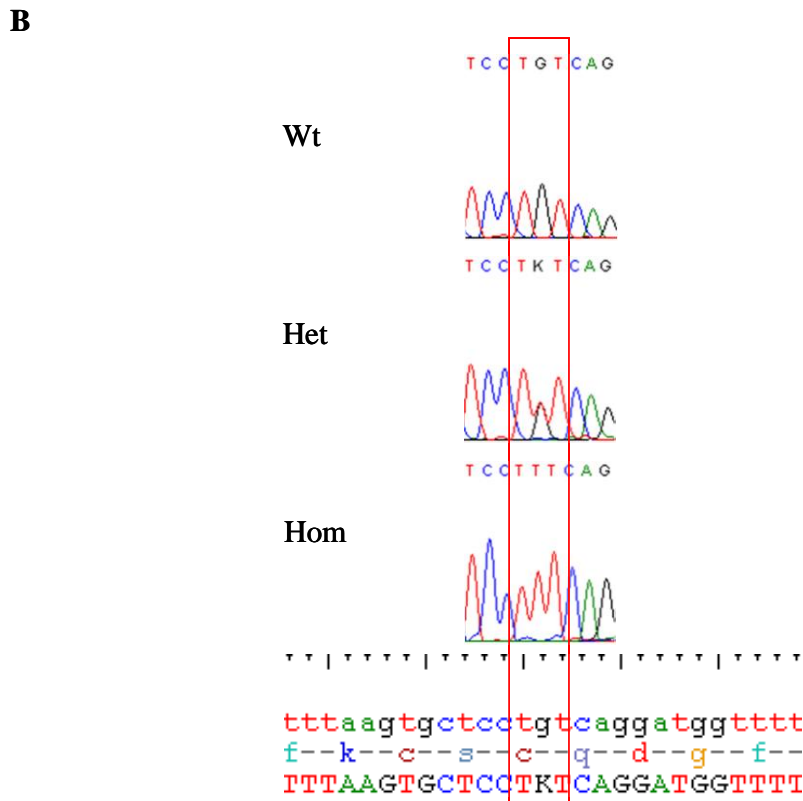 B
TCCTGTCAG
Wt
TCCTKTCAG
Het
TCCTTTCAG
Hom
tttaagtgctcctgtcaggatggtttt
f--k--c--s--c--q--d--g--f--
TTTAAGTGCTCCTKTCAGGATGGTTTT